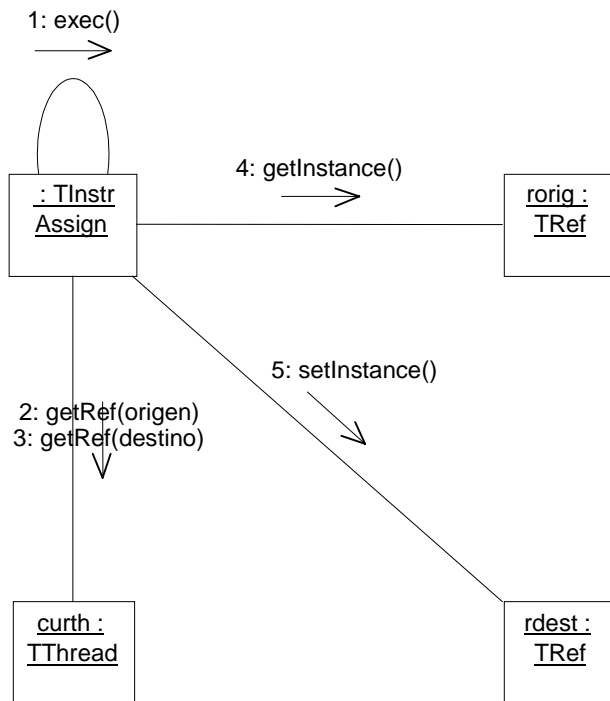 1: exec()
4: getInstance()
: TInstr
Assign
rorig :
TRef
5: setInstance()
2: getRef(origen)
3: getRef(destino)
curth :
TThread
rdest :
TRef